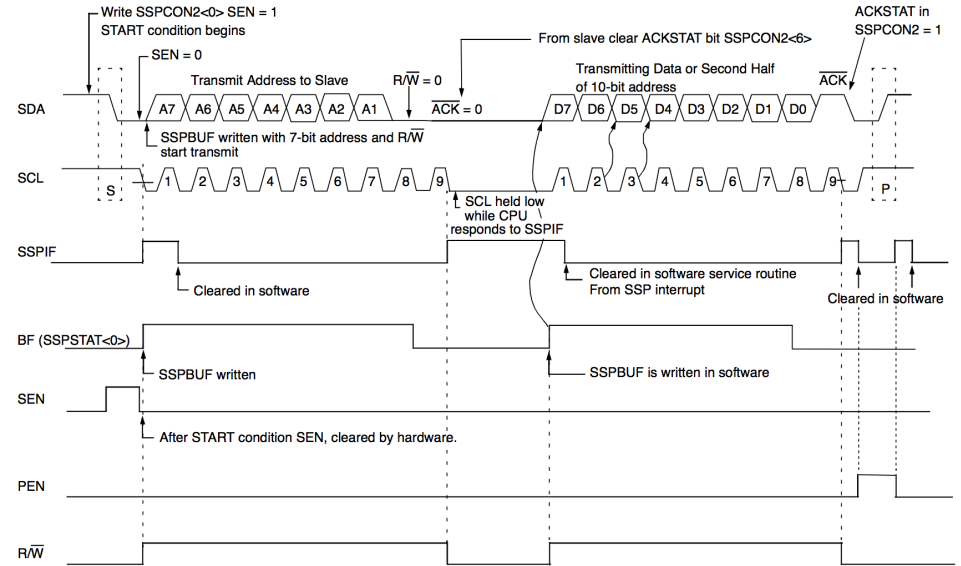 Write SSPCON2<0> SEN = 1
START condition begins
ACKSTAT in
SSPCON2 = 1
From slave clear ACKSTAT bit SSPCON2<6>
SEN = 0
Transmit Address to Slave
R/W = 0
Transmitting Data or Second Half
of 10-bit address
ACK
SDA
A7 A6 A5 A4 A3 A2 A1
ACK = 0
D7 D6 D5 D4 D3 D2 D1 D0
SSPBUF written with 7-bit address and R/W
start transmit
SCL
S
1 2 3 4 5 6 7 8 9
1 2 3 4 5 6 7 8 9
P
SCL held low
while CPU
responds to SSPIF
SSPIF
Cleared in software
Cleared in software service routine
From SSP interrupt
Cleared in software
BF (SSPSTAT<0>)
SSPBUF written
SSPBUF is written in software
SEN
After START condition SEN, cleared by hardware.
PEN
R/W